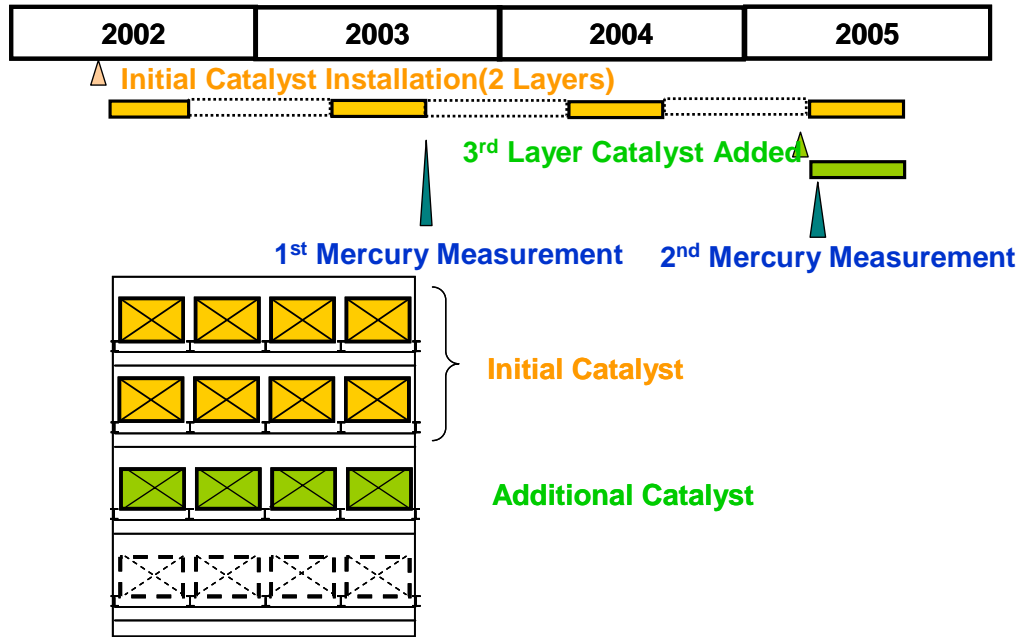 2002 2003 2004 2005
Initial Catalyst Installation(2 Layers)
3rd Layer Catalyst Added
1st Mercury Measurement
2nd Mercury Measurement
Initial Catalyst
Additional Catalyst